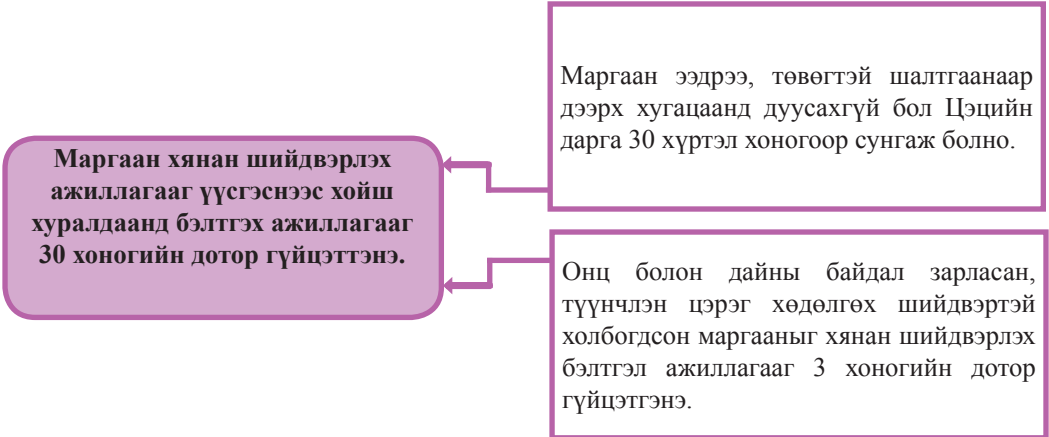 Маргаан хянан шийдвэрлэх
ажиллагааг үүсгэснээс хойш
хуралдаанд бэлтгэх ажиллагааг
30 хоногийн дотор гүйцэттэнэ.
Маргаан ээдрээ, төвөгтэй шалтгаанаар
дээрх хугацаанд дуусахгүй бол Цэцийн
дарга 30 хүртэл хоногоор сунгаж болно.
Онц болон дайны байдал зарласан,
түүнчлэн цэрэг хөдөлгөх шийдвэртэй
холбогдсон маргааныг хянан шийдвэрлэх
бэлтгэл ажиллагааг 3 хоногийн дотор
гүйцэтгэнэ.